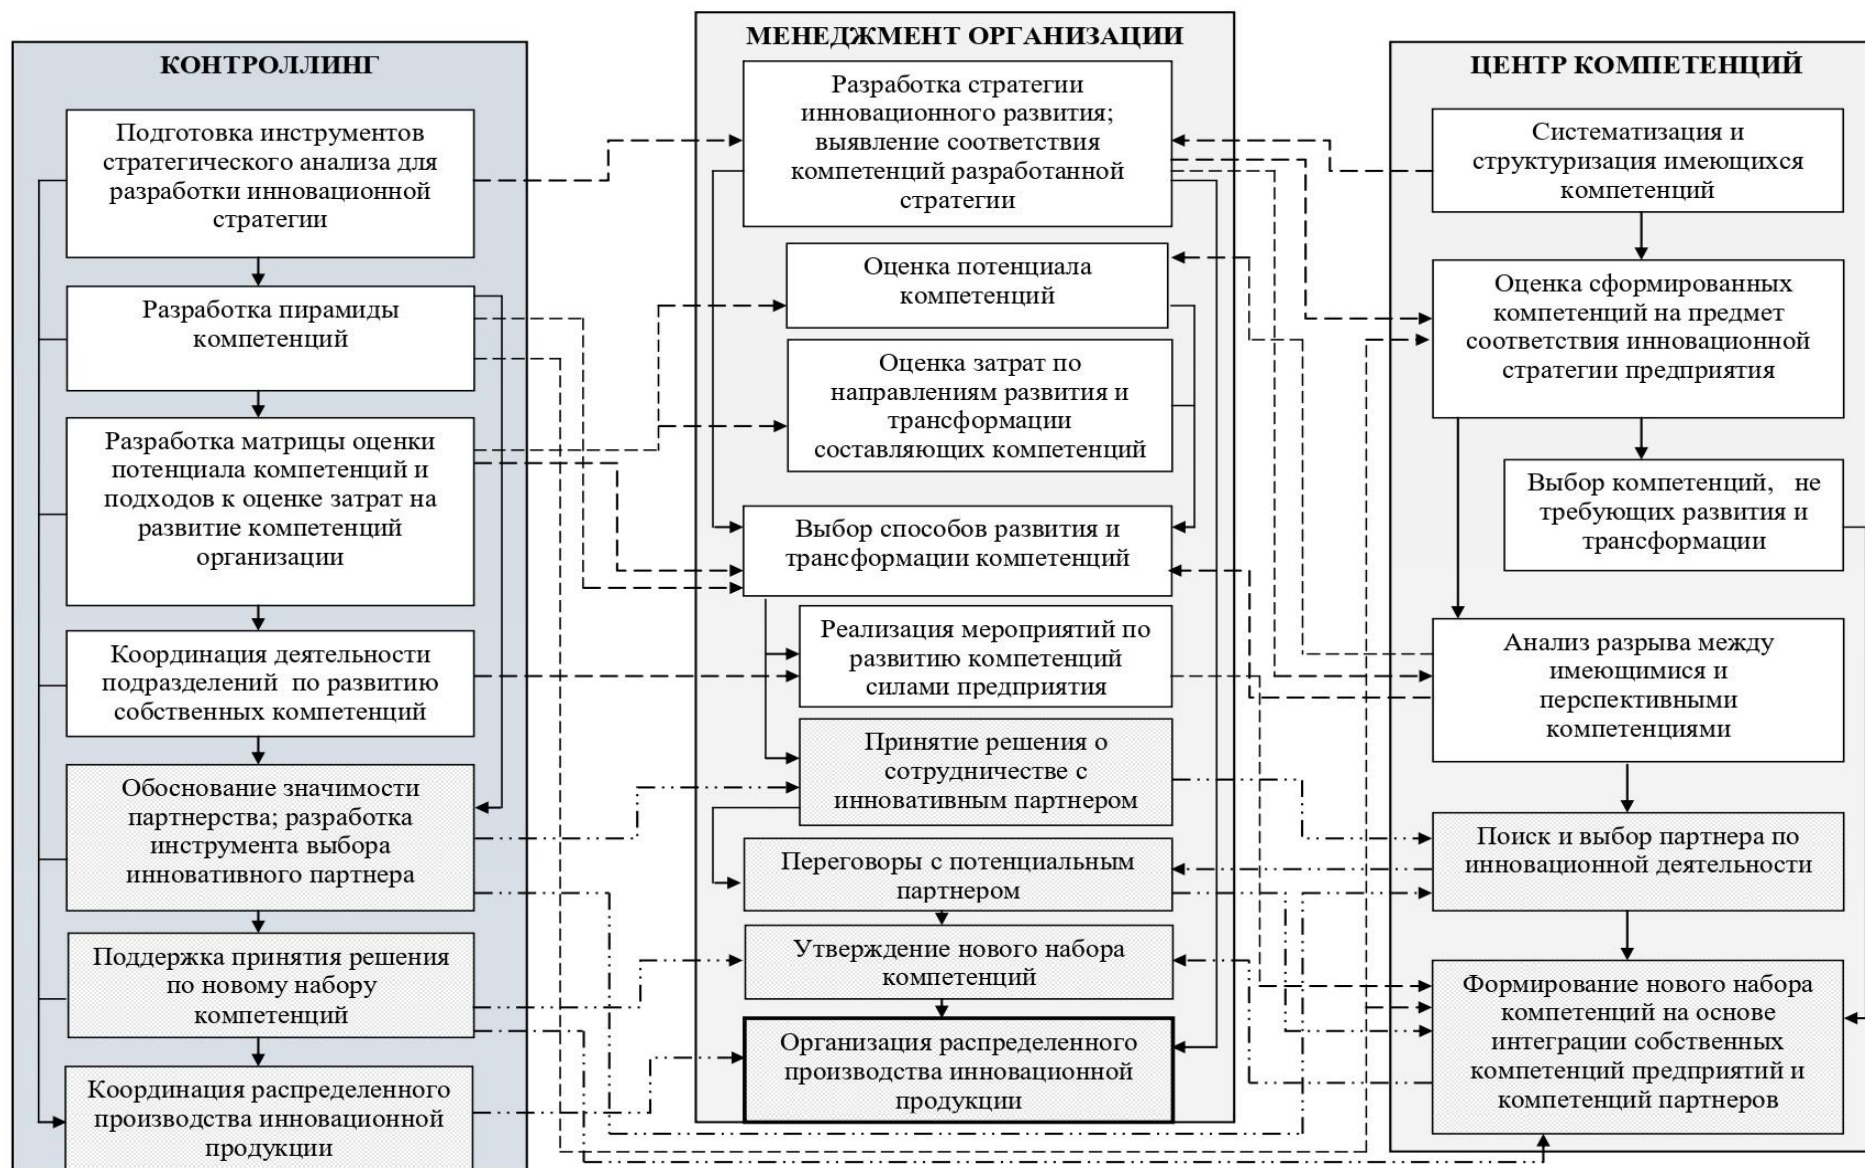 КОНТРОЛЛИНГ
Подготовка инструментов
стратегического анализа для
разработки инновационной
стратегии
Разработка пирамиды
компетенций
Разработка матрицы оценки
потенциала компетенций и
подходов к оценке затрат на
развитие компетенций
организации
Координация деятельности
подразделений по развитию
собственных компетенций
Обоснование значимости
партнерства; разработка
инструмента выбора
инновативного партнера
Поддержка принятия решения
по новому набору
компетенций
Координация распределенного
производства инновационной
продукции
МЕНЕДЖМЕНТ ОРГАНИЗАЦИИ
Разработка стратегии
инновационного развития;
выявление соответствия
компетенций разработанной
стратегии
Оценка потенциала
компетенций
Оценка затрат по
направлениям развития и
трансформации
составляющих компетенций
Выбор способов развития и
трансформации компетенций
Реализация мероприятий по
развитию компетенций
силами предприятия
Принятие решения о
сотрудничестве с
инновативным партнером
Переговоры с потенциальным
партнером
Утверждение нового набора
компетенций
Организация распределенного
производства инновационной
продукции
ЦЕНТР КОМПЕТЕНЦИЙ
Систематизация и
структуризация имеющихся
компетенций
Оценка сформированных
компетенций на предмет
соответствия инновационной
стратегии предприятия
Выбор компетенций, не
требующих развития и
трансформации
Анализ разрыва между
имеющимися и
перспективными
компетенциями
Поиск и выбор партнера по
инновационной деятельности
Формирование нового набора
компетенций на основе
интеграции собственных
компетенций предприятий и
компетенций партнеров